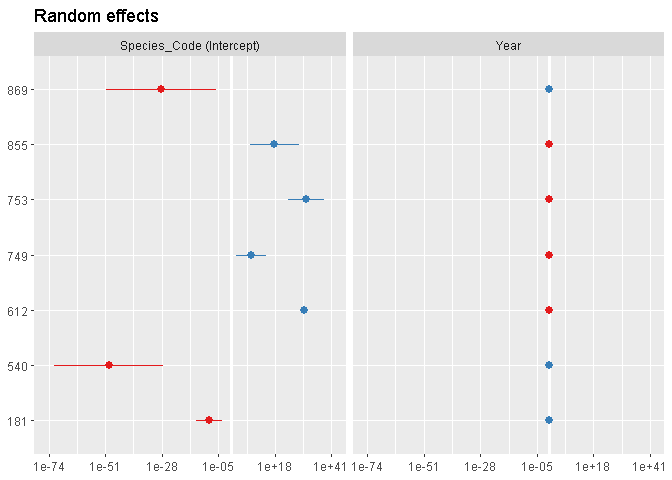 Random effects
Species_Code (Intercept) Year
869
855
753
749
612
540
181
1e-74 1e-51 1e-28 1e-05 1e+18 1e+41 1e-74 1e-51 1e-28 1e-05 1e+18 1e+41